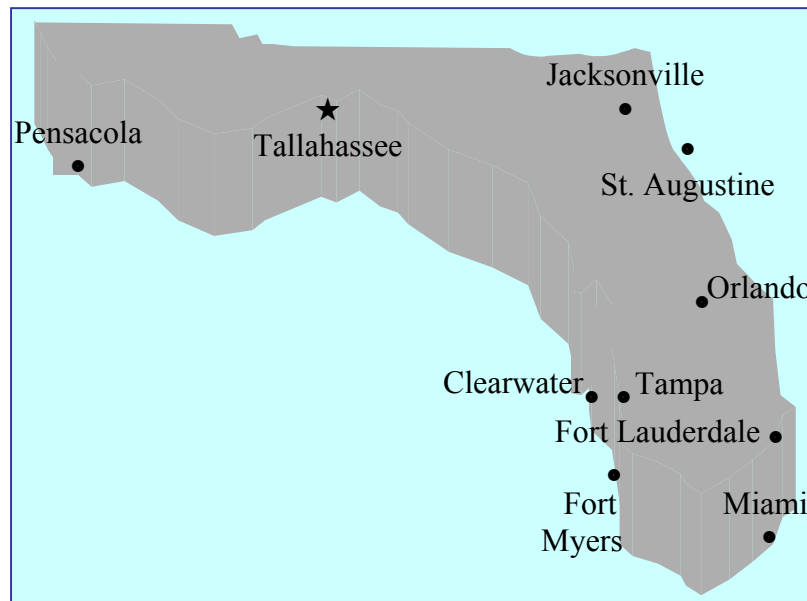 Jacksonville
Pensacola
Tallahassee
St. Augustine
Orlando
Clearwater
Tampa
Fort Lauderdale
Fort
Myers
Miami